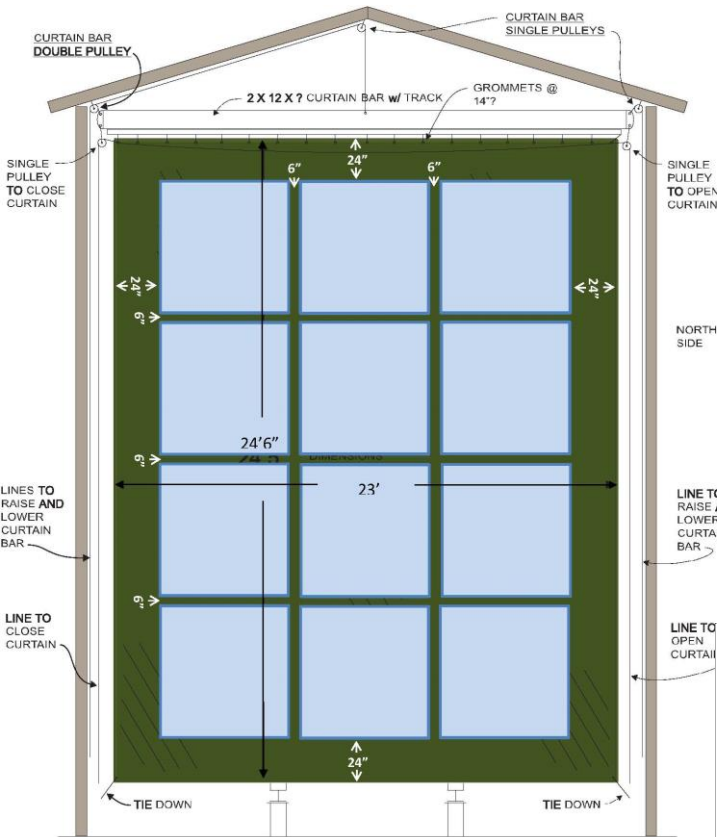 CURTAIN BAR
DOUBLE PULLEY
CURTAIN BAR
SINGLE PULLEYS
2 X 12 X ? CURTAIN BAR w/ TRACK
GROMMETS @
14"?
SINGLE
PULLEY
TO CLOSE
CURTAIN
SINGLE
PULLEY
TO OPEN
CURTAIN
24"
6"
6"
24"
24"
6"
NORTH
SIDE
24'6"
DIMENSIONS
6"
23'
LINES TO
RAISE AND
LOWER
CURTAIN
BAR
LINE TO
RAISE
LOWER
CURTAI
BAR
6"
LINE TO
CLOSE
CURTAIN
LINE TO
OPEN
CURTAI
24"
TIE DOWN
TIE DOWN